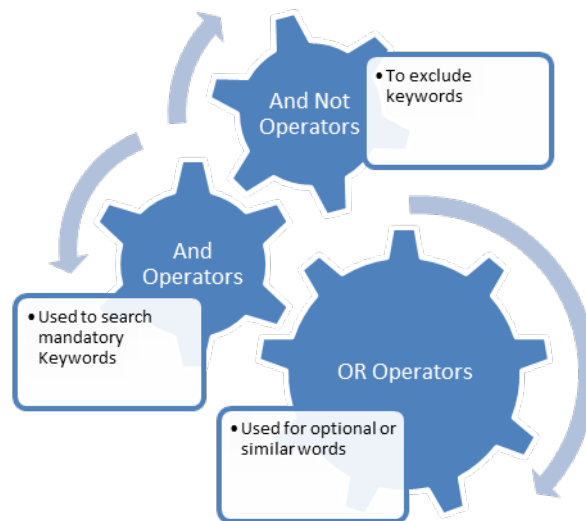 And Not
Operators
• To exclude
keywords
And
Operators
• Used to search
mandatory
Keywords
OR Operators
• Used for optional or
similar words